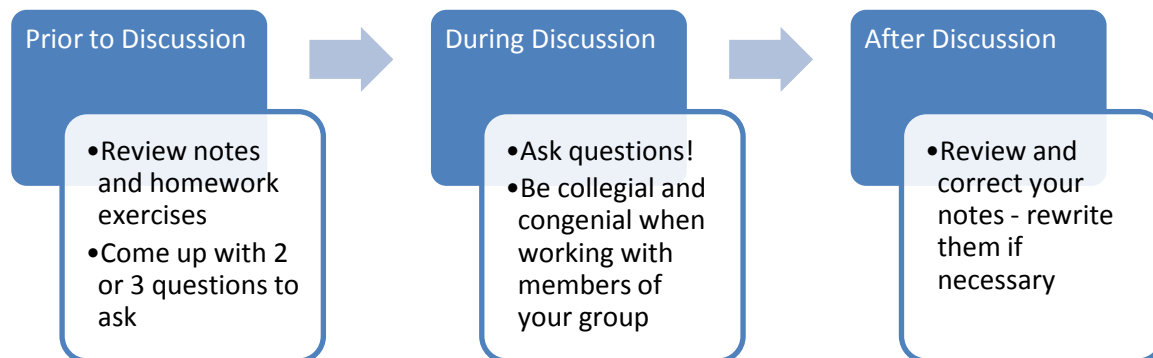 Prior to Discussion
•Review notes
and homework
exercises
•Come up with 2
or 3 questions to
ask
During Discussion
•Ask questions!
•Be collegial and
congenial when
working with
members of
your group
After Discussion
•Review and
correct your
notes - rewrite
them if
necessary